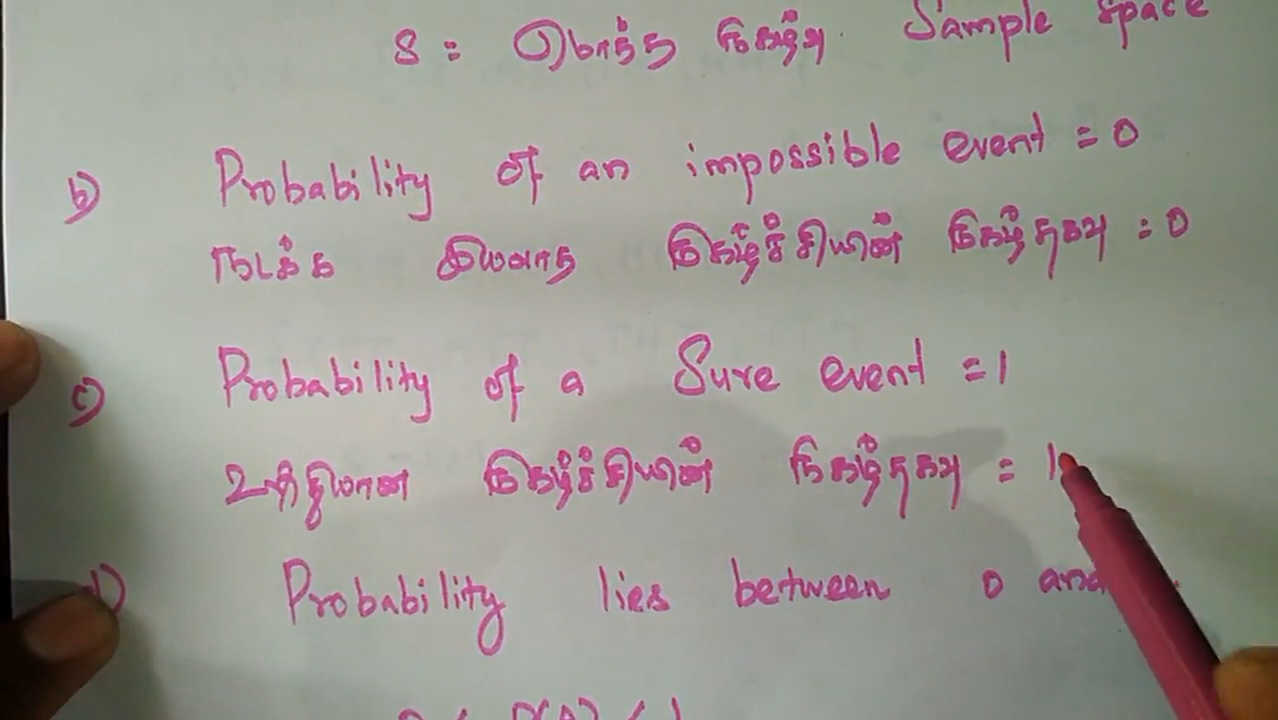 S = மொத்த நிகழ்வு. Sample Space
b) Probability of an impossible event = 0
நடக்க இயலாத நிகழ்ச்சியின் நிகழ்தகவு = 0
c) Probability of a Sure event = 1
உறுதியான நிகழ்ச்சியின் நிகழ்தகவு = 1
d) Probability lies between 0 and